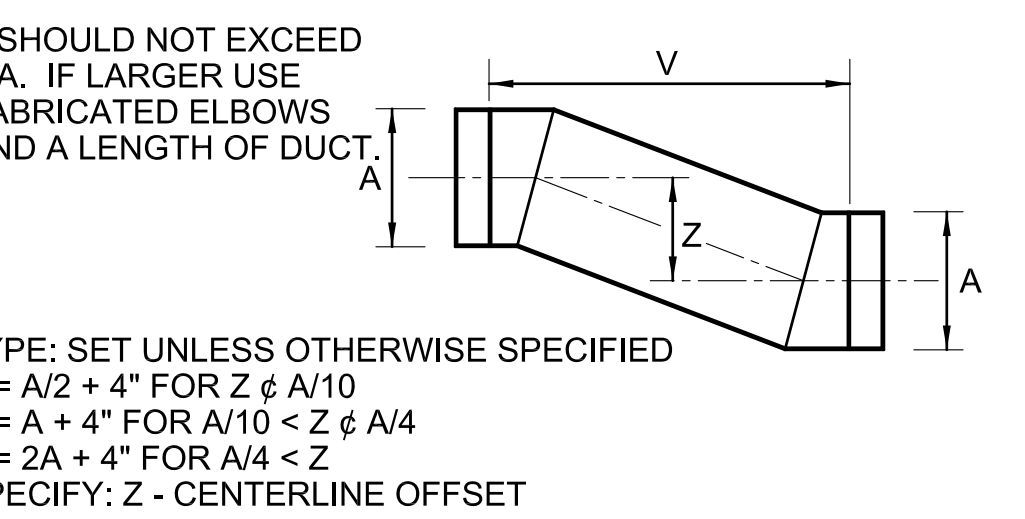 SHOULD NOT EXCEED
A. IF LARGER USE
ABRICATED ELBOWS
ND A LENGTH OF DUCT.
V
A
Z
A
YPE: SET UNLESS OTHERWISE SPECIFIED
= A/2 + 4" FOR Z ¢ A/10
= A + 4" FOR A/10 < Z ¢ A/4
= 2A + 4" FOR A/4 < Z
PECIFY: Z - CENTERLINE OFFSET